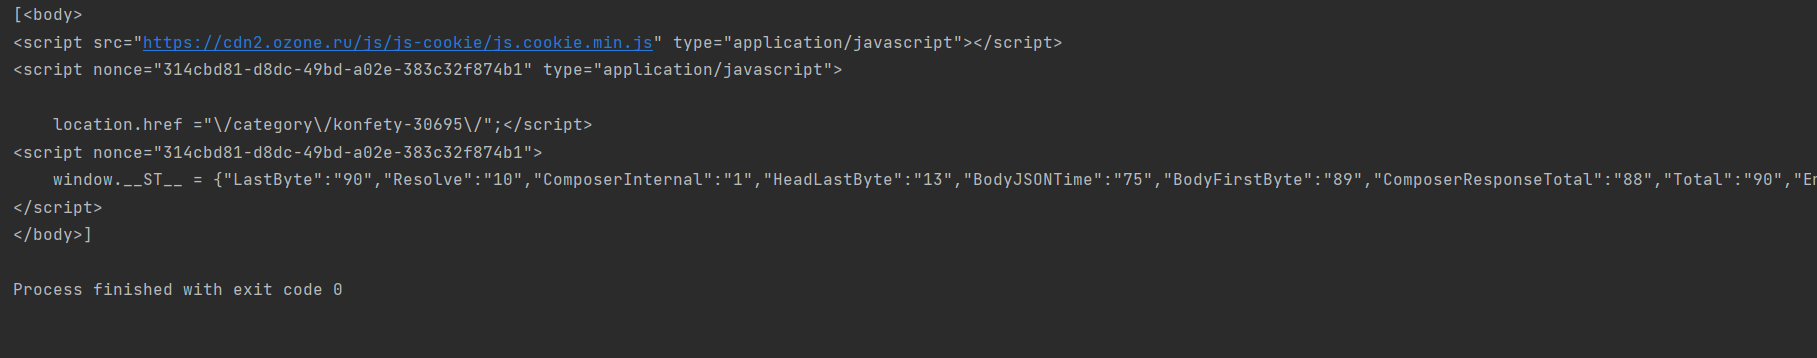 [<body>
<script src="https://cdn2.ozone.ru/js/js-cookie/js.cookie.min.js" type="application/javascript"></script>
<script nonce="314cbd81-d8dc-49bd-a02e-383c32f874b1" type="application/javascript">
location.href ="\/category\/konfety-30695\/";</script>
<script nonce="314cbd81-d8dc-49bd-a02e-383c32f874b1">
window.__ST__ = {"LastByte":"90","Resolve":"10","ComposerInternal":"1","HeadLastByte":"13","BodyJSONTime":"75","BodyFirstByte":"89","ComposerResponseTotal":"88","Total":"90",
</script>
</body>]
Process finished with exit code 0